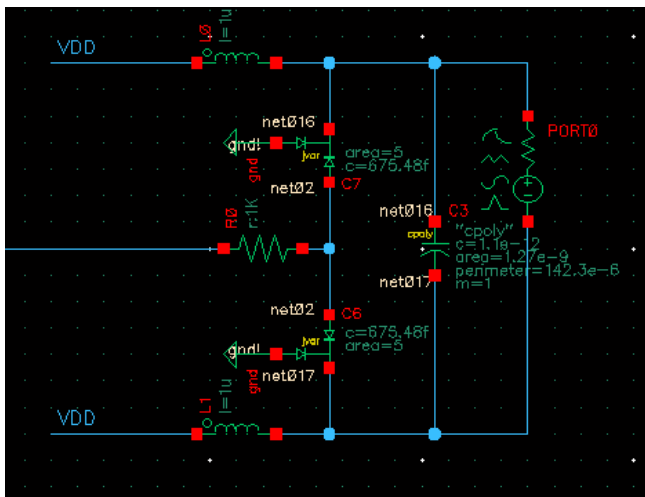 L0
l=1u
VDD
net016
gnd!
gnd
jvar
area=5
c=675.48f
net02
C7
PORT0
R0
r:1K
net016
C3
cpoly
"cpoly"
c=1.1e-12
area=1.27e-9
perimeter=142.3e-6
m=1
net017
net02
C6
c=675.48f
area=5
jvar
gnd!
gnd
net017
L1
l=1u
VDD